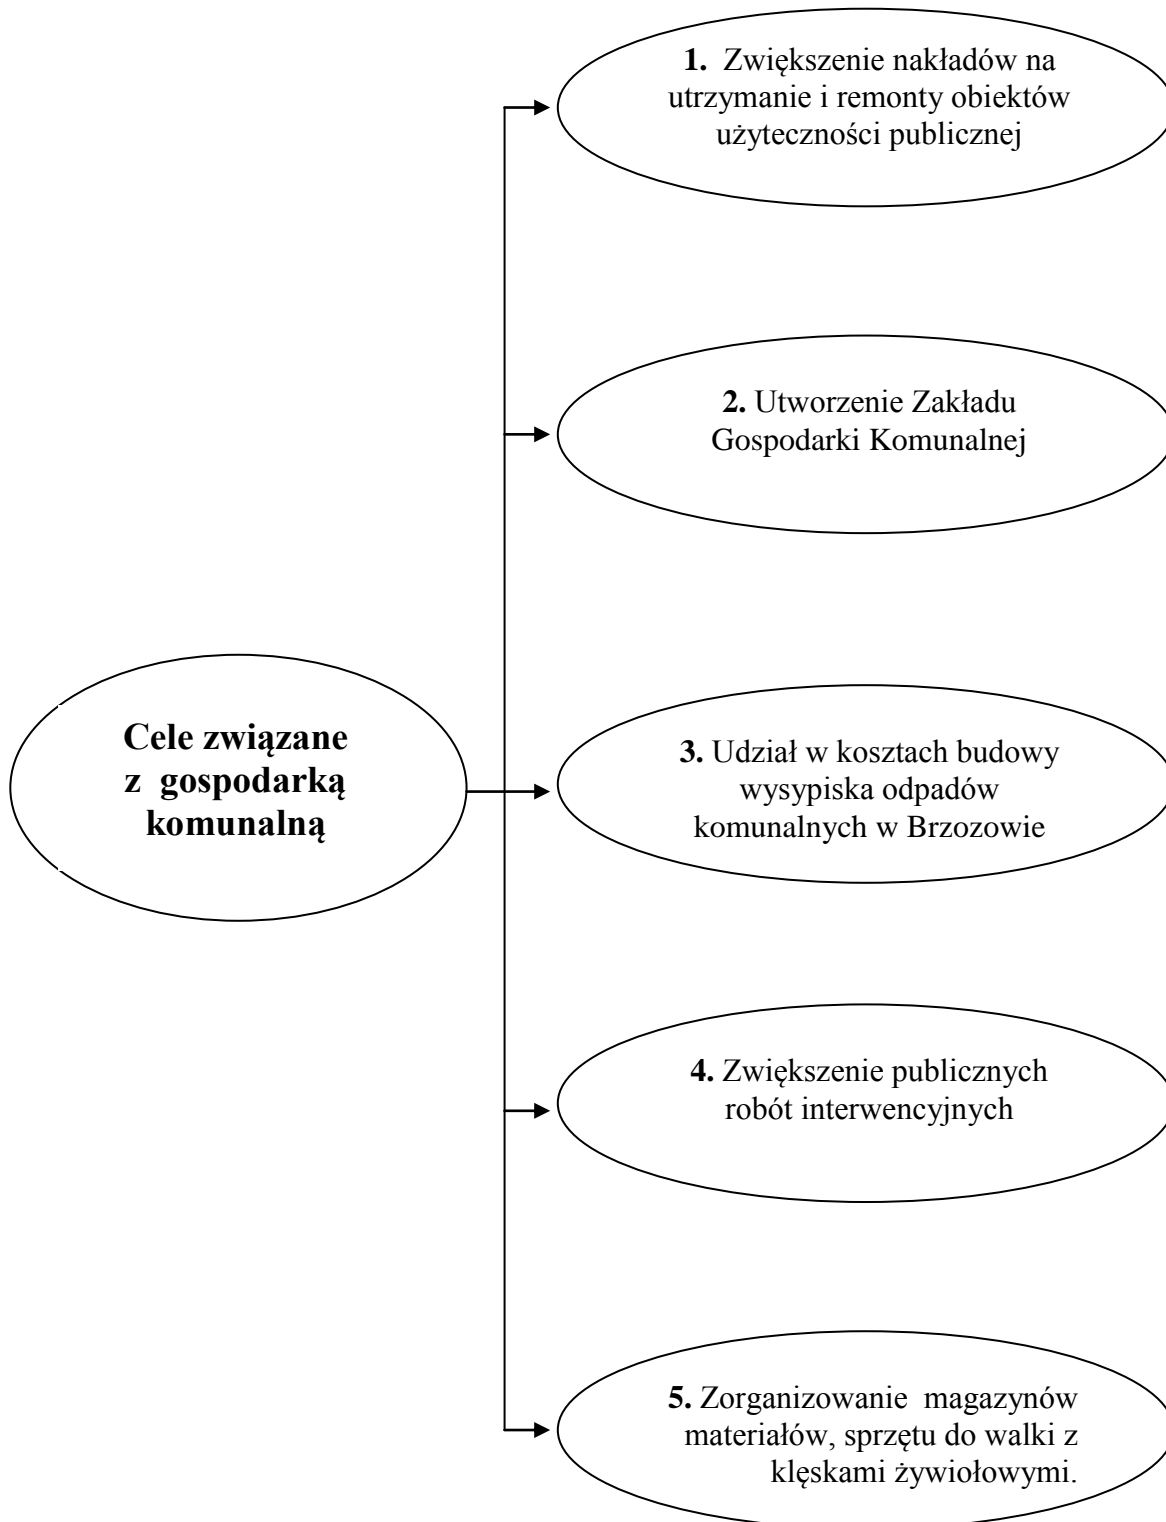 1. Zwiększenie nakładów na
utrzymanie i remonty obiektów
użyteczności publicznej
2. Utworzenie Zakładu
Gospodarki Komunalnej
Cele związane
z gospodarką
komunalną
3. Udział w kosztach budowy
wysypiska odpadów
komunalnych w Brzozowie
4. Zwiększenie publicznych
robót interwencyjnych
5. Zorganizowanie magazynów
materiałów, sprzętu do walki z
klęskami żywiołowymi.